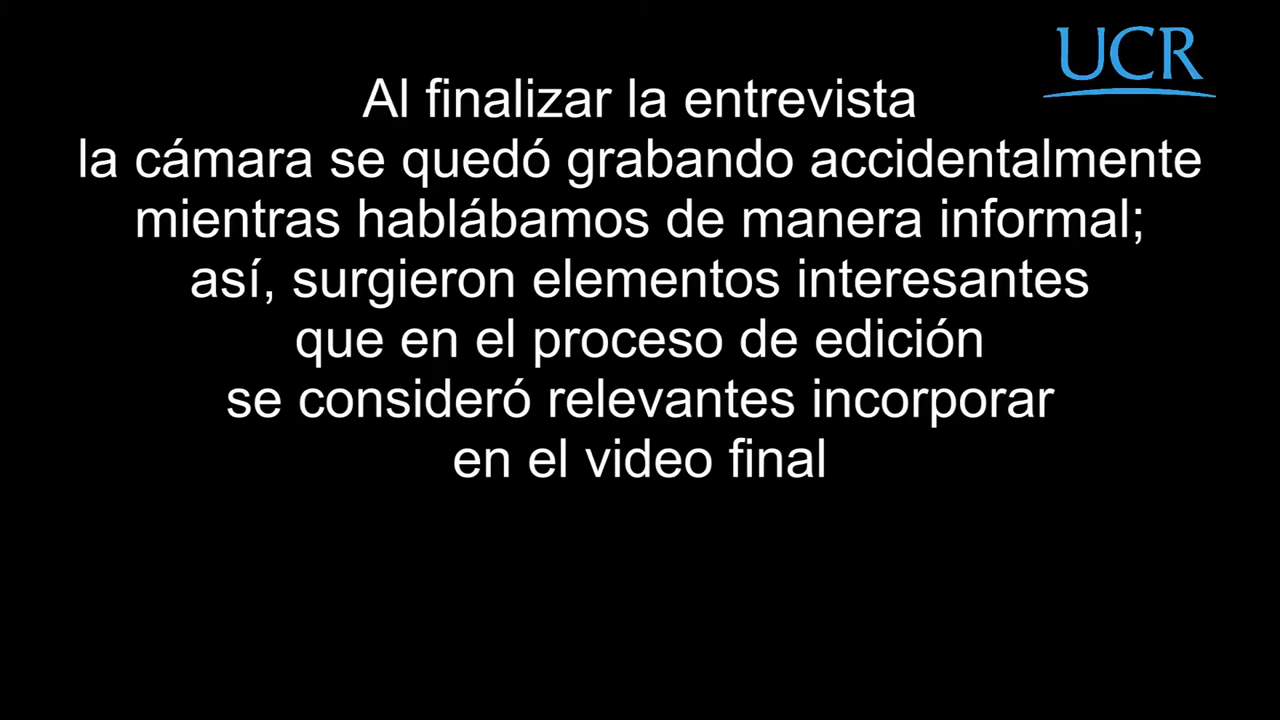 UCR
Al finalizar la entrevista
la cámara se quedó grabando accidentalmente
mientras hablábamos de manera informal;
así, surgieron elementos interesantes
que en el proceso de edición
se consideró relevantes incorporar
en el video final